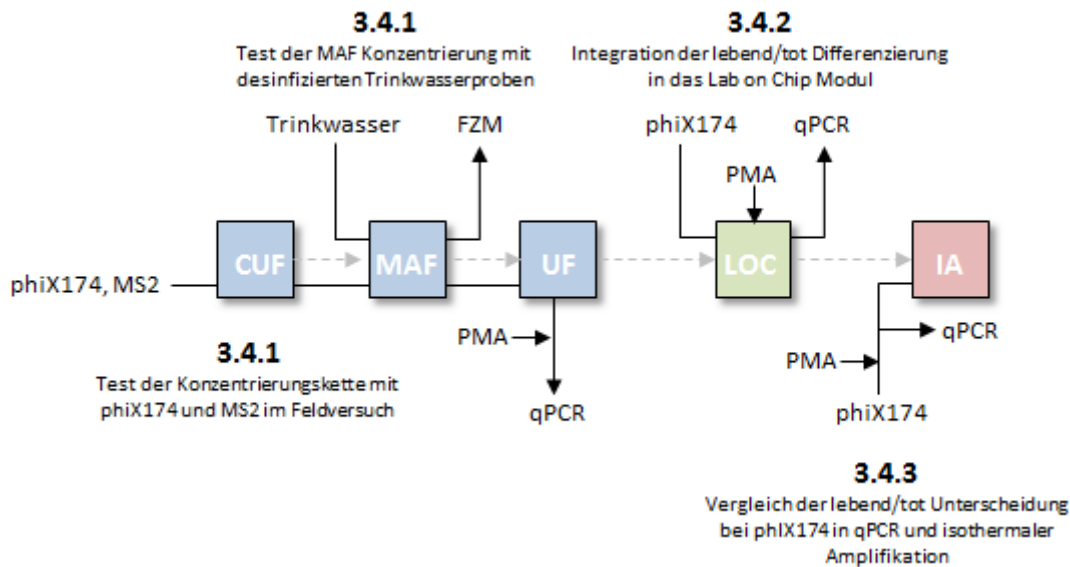 3.4.1
Test der MAF Konzentrierung mit
desinfizierten Trinkwasserproben
3.4.2
Integration der lebend/tot Differenzierung
in das Lab on Chip Modul
Trinkwasser
FZM
phiX174
qPCR
PMA
CUF
MAF
UF
LOC
IA
phiX174, MS2
PMA
qPCR
3.4.1
Test der Konzentrierungskette mit
phiX174 und MS2 im Feldversuch
qPCR
PMA
phiX174
3.4.3
Vergleich der lebend/tot Unterscheidung
bei phIX174 in qPCR und isothermaler
Amplifikation